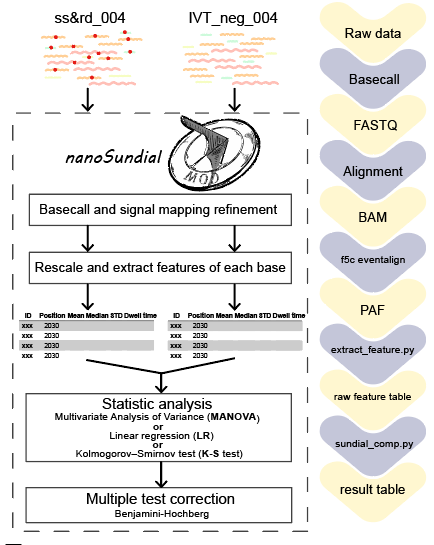 ss&rd_004
IVT_neg_004
nanoSundial
MOD
Basecall and signal mapping refinement
Rescale and extract features of each base
ID Position Mean Median STD Dwell time
xxx 2030
xxx 2030
xxx 2030
xxx 2030
ID Position Mean Median STD Dwell time
xxx 2030
xxx 2030
xxx 2030
xxx 2030
Statistic analysis
Multivariate Analysis of Variance (MANOVA)
or
Linear regression (LR)
or
Kolmogorov–Smirnov test (K-S test)
Multiple test correction
Benjamini-Hochberg
Raw data
Basecall
FASTQ
Alignment
BAM
f5c eventalign
PAF
extract_feature.py
raw feature table
sundial_comp.py
result table